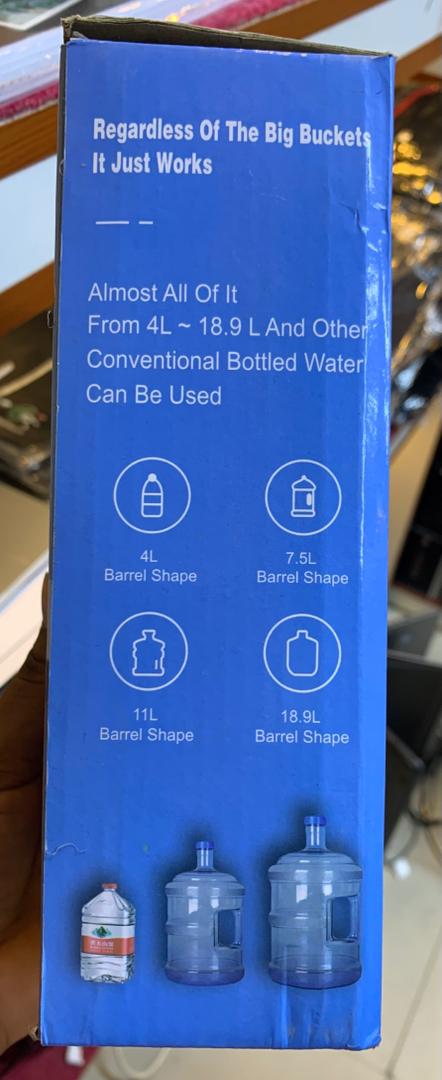 Regardless Of The Big Buckets
It Just Works
Almost All Of It
From 4L ~ 18.9 L And Other
Conventional Bottled Water
Can Be Used
4L
Barrel Shape
7.5L
Barrel Shape
11L
Barrel Shape
18.9L
Barrel Shape